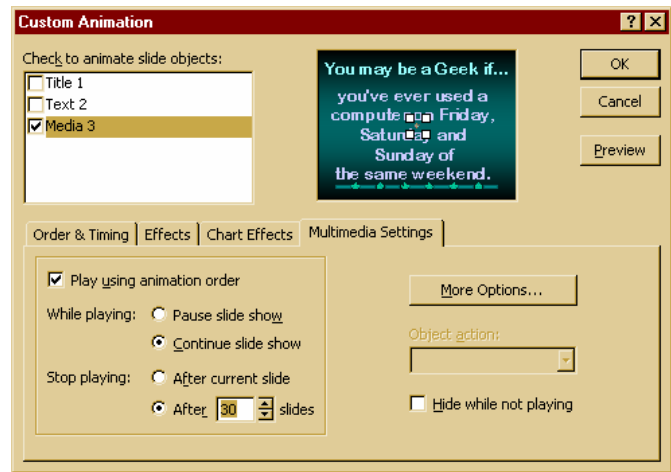 Custom Animation
Check to animate slide objects:
Title 1
Text 2
Media 3
You may be a Geek if...
you've ever used a
computer on Friday,
Saturday and
Sunday of
the same weekend.
OK
Cancel
Preview
Order & Timing
Effects
Chart Effects
Multimedia Settings
Play using animation order
While playing:
Pause slide show
Continue slide show
Stop playing:
After current slide
After 30 slides
More Options...
Object action:
Hide while not playing